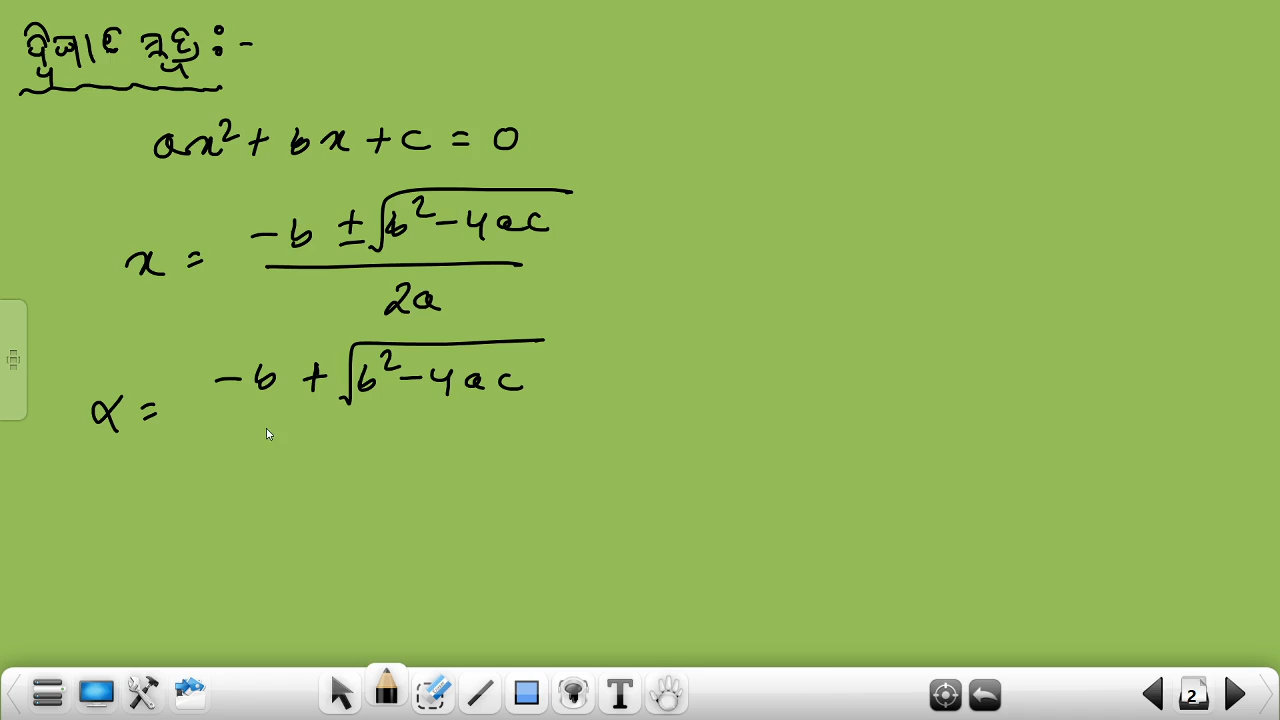 ax² + bx + c = 0
x = (-b ± √(b² - 4ac)) / 2a
α = -b + √(b² - 4ac)
2